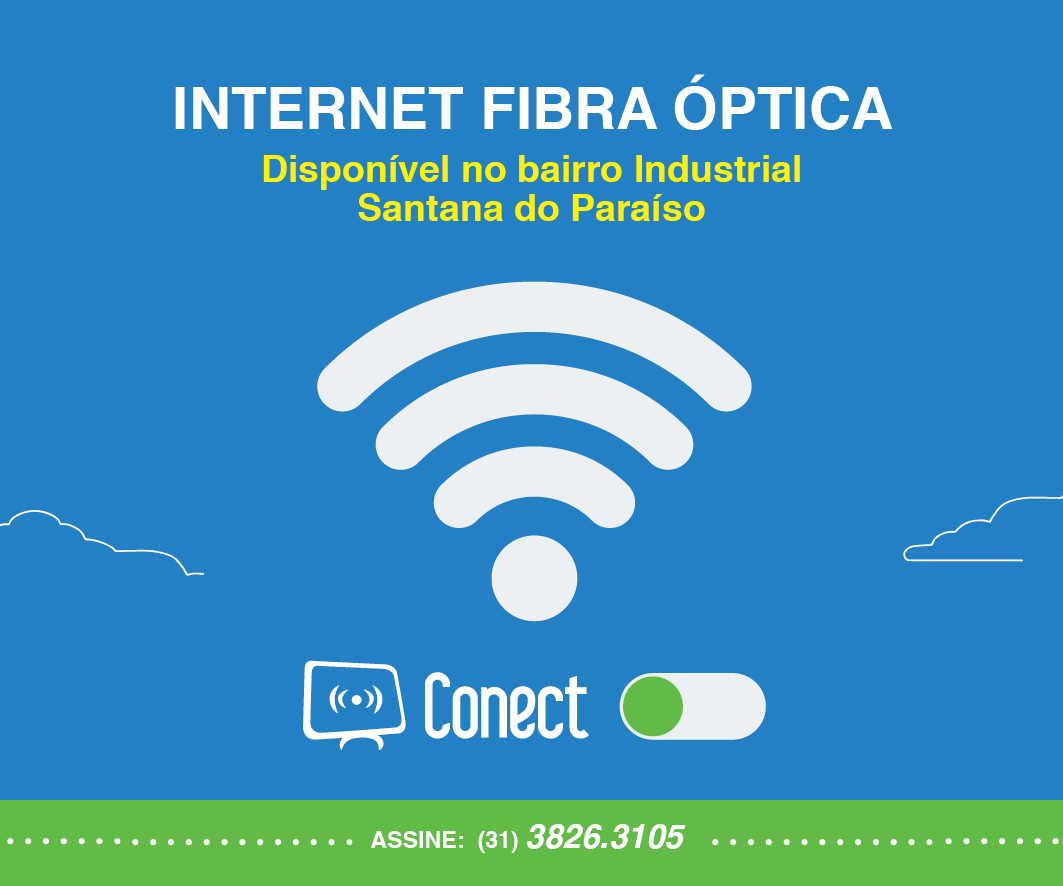 INTERNET FIBRA ÓPTICA
Disponível no bairro Industrial
Santana do Paraíso
Conect
ASSINE: (31) 3826.3105